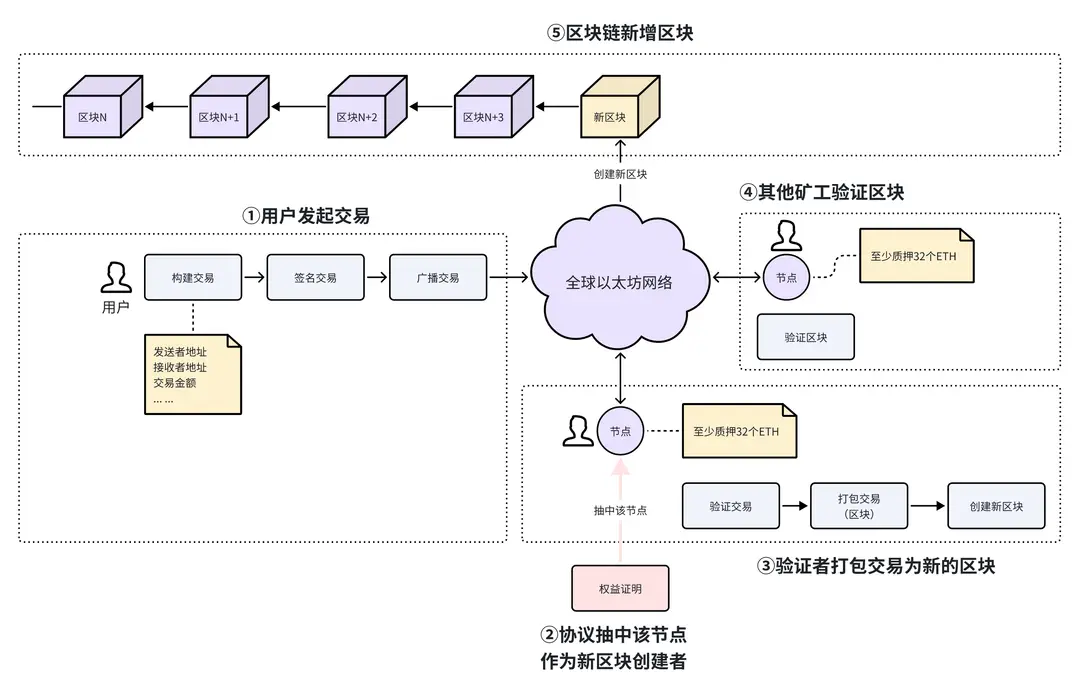 ⑤区块链新增区块
区块N
区块N+1
区块N+2
区块N+3
新区块
创建新区块
①用户发起交易
用户
构建交易
签名交易
广播交易
发送者地址
接收者地址
交易金额
... ...
全球以太坊网络
④其他矿工验证区块
节点
至少质押32个ETH
验证区块
节点
至少质押32个ETH
抽中该节点
验证交易
打包交易
（区块）
创建新区块
③验证者打包交易为新的区块
权益证明
②协议抽中该节点
作为新区块创建者